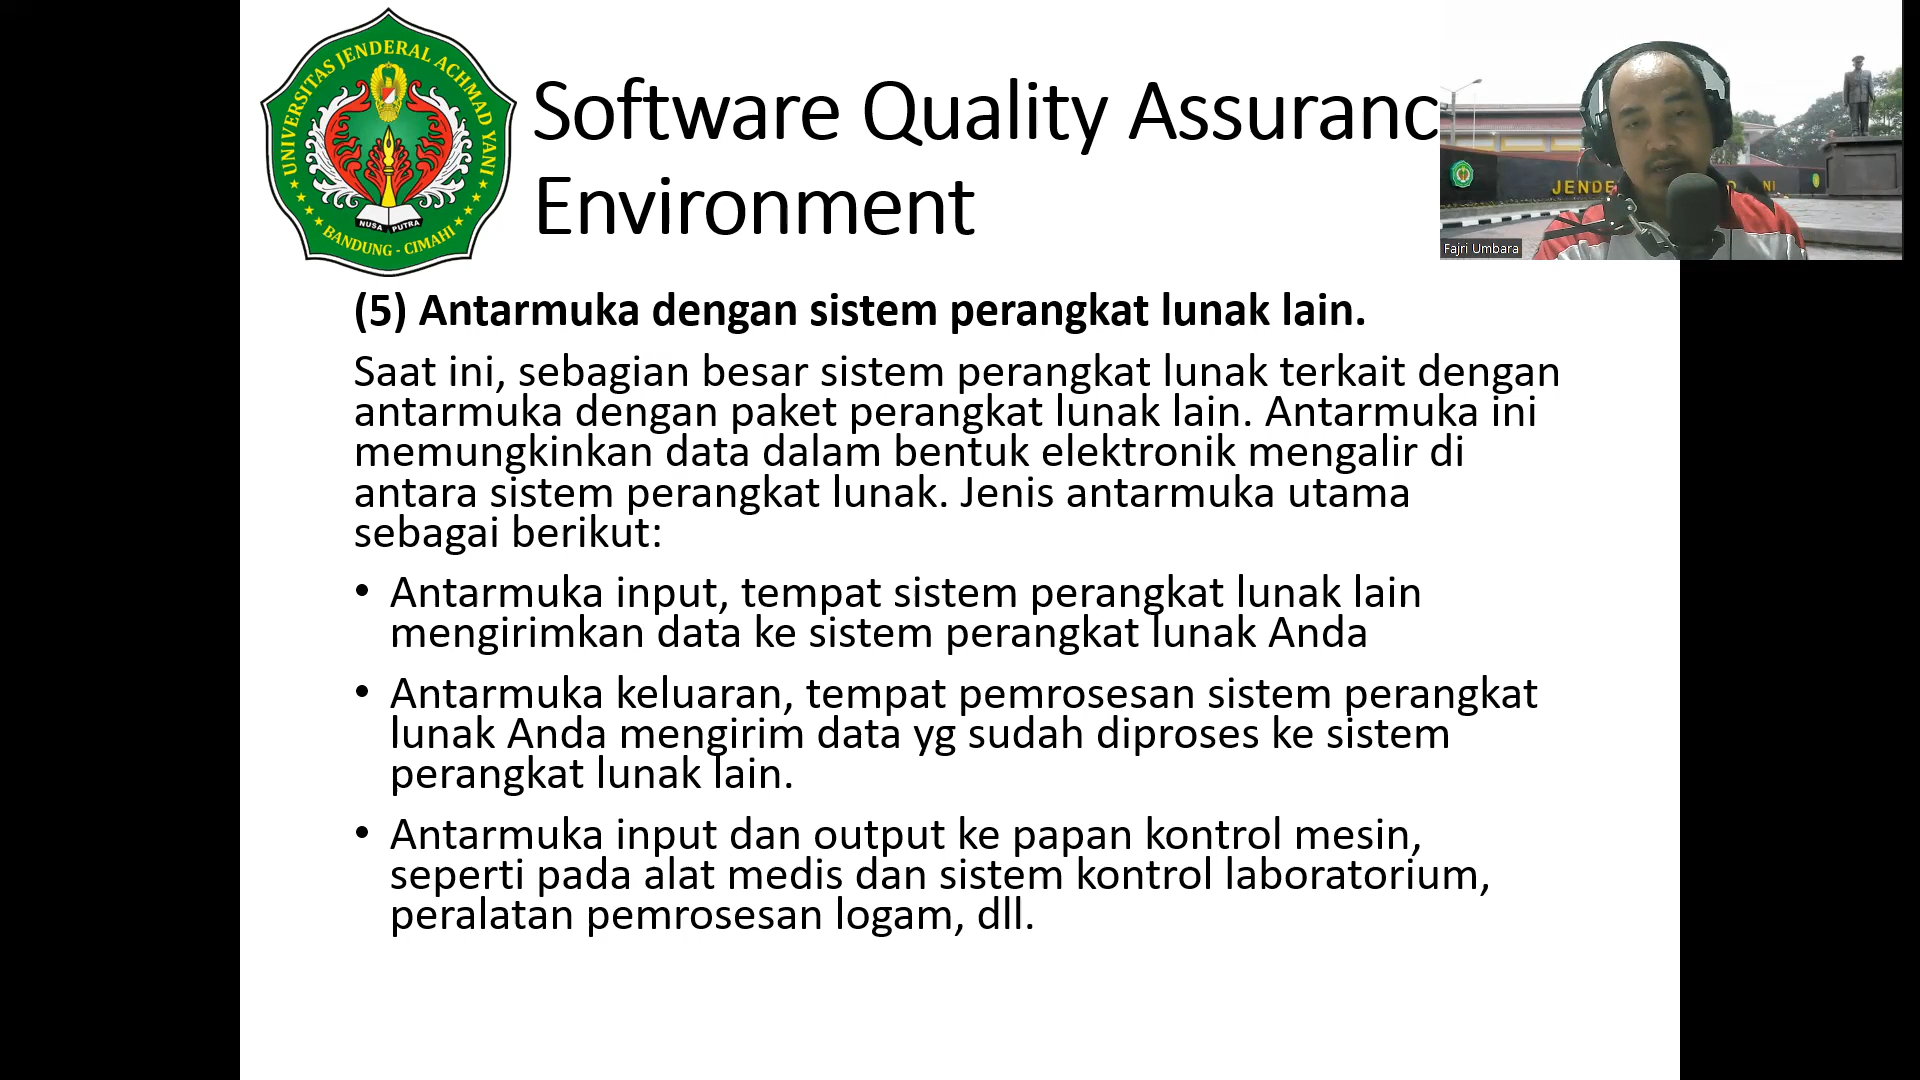 UNIVERSITAS JENDERAL ACHMAD YANI
NUSA PUTRA
BANDUNG - CIMAHI
Software Quality Assuranc
Environment
Fajri Umbara
(5) Antarmuka dengan sistem perangkat lunak lain.
Saat ini, sebagian besar sistem perangkat lunak terkait dengan
antarmuka dengan paket perangkat lunak lain. Antarmuka ini
memungkinkan data dalam bentuk elektronik mengalir di
antara sistem perangkat lunak. Jenis antarmuka utama
sebagai berikut:
• Antarmuka input, tempat sistem perangkat lunak lain
mengirimkan data ke sistem perangkat lunak Anda
• Antarmuka keluaran, tempat pemrosesan sistem perangkat
lunak Anda mengirim data yg sudah diproses ke sistem
perangkat lunak lain.
• Antarmuka input dan output ke papan kontrol mesin,
seperti pada alat medis dan sistem kontrol laboratorium,
peralatan pemrosesan logam, dll.